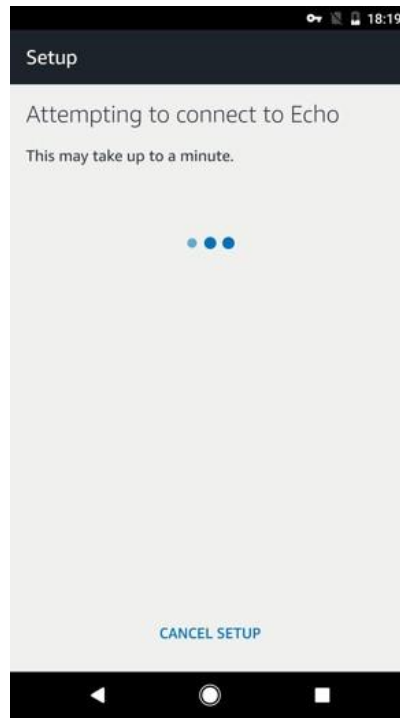 18:19
Setup
Attempting to connect to Echo
This may take up to a minute.
CANCEL SETUP